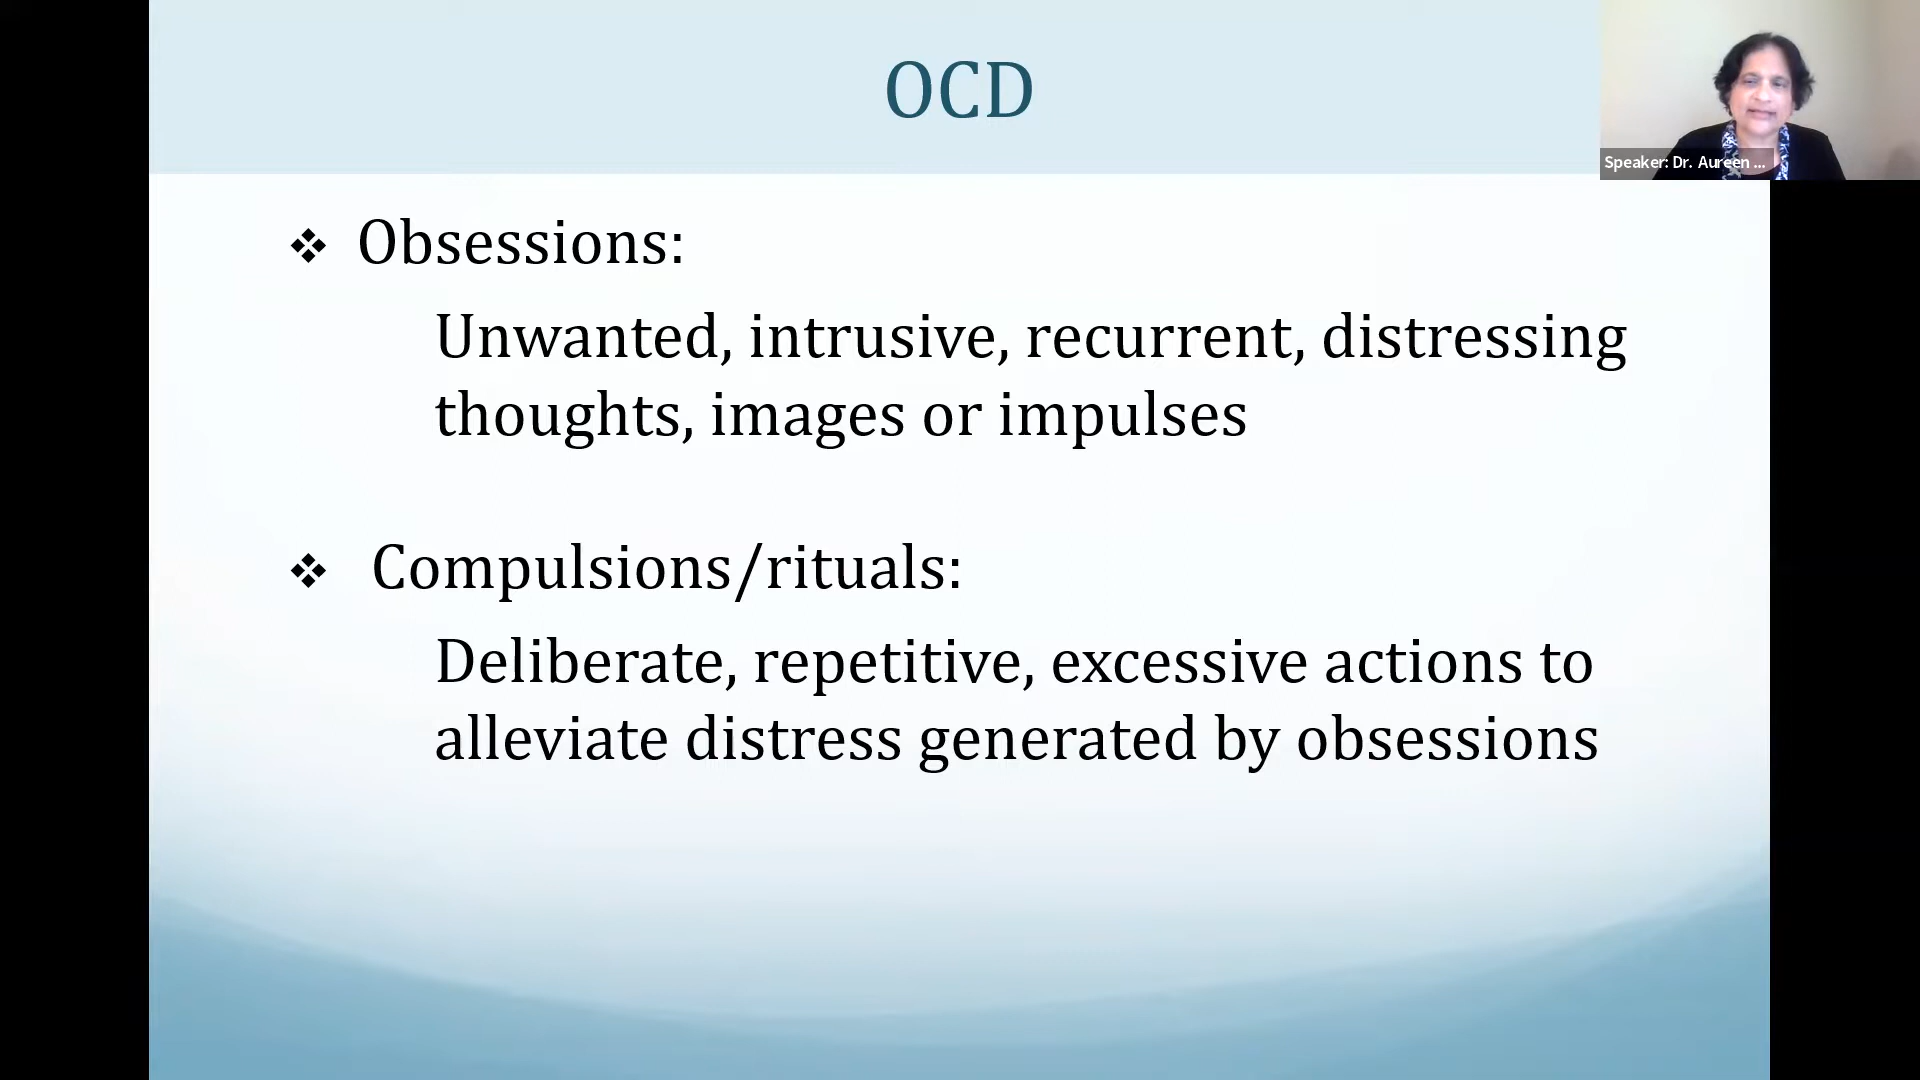 OCD
Speaker: Dr. Aureen ...
❖ Obsessions:
Unwanted, intrusive, recurrent, distressing
thoughts, images or impulses
❖ Compulsions/rituals:
Deliberate, repetitive, excessive actions to
alleviate distress generated by obsessions